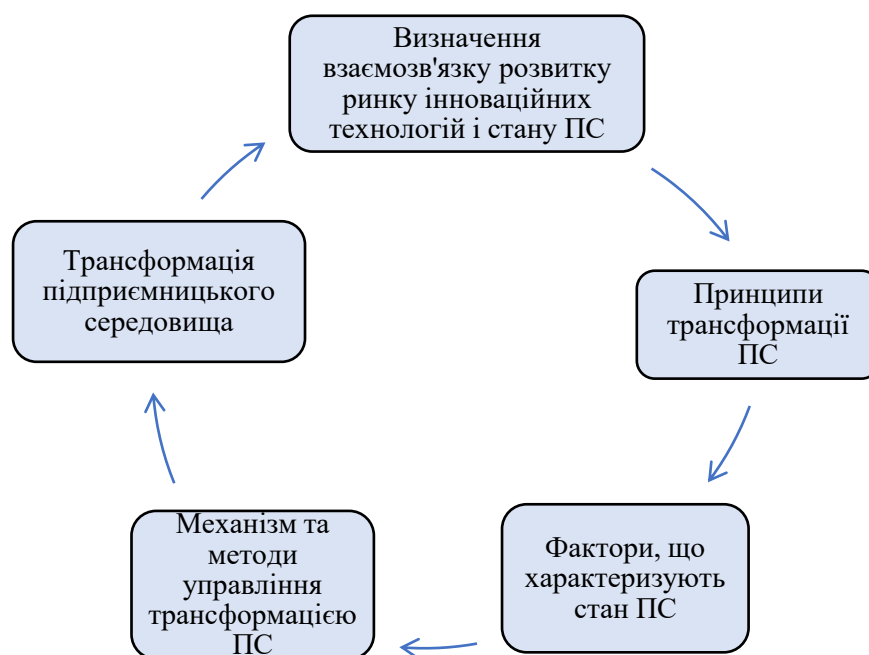 Визначення
взаємозв'язку розвитку
ринку інноваційних
технологій і стану ПС
Принципи
трансформації
ПС
Фактори, що
характеризують
стан ПС
Механізм та
методи
управління
трансформацією
ПС
Трансформація
підприємницького
середовища